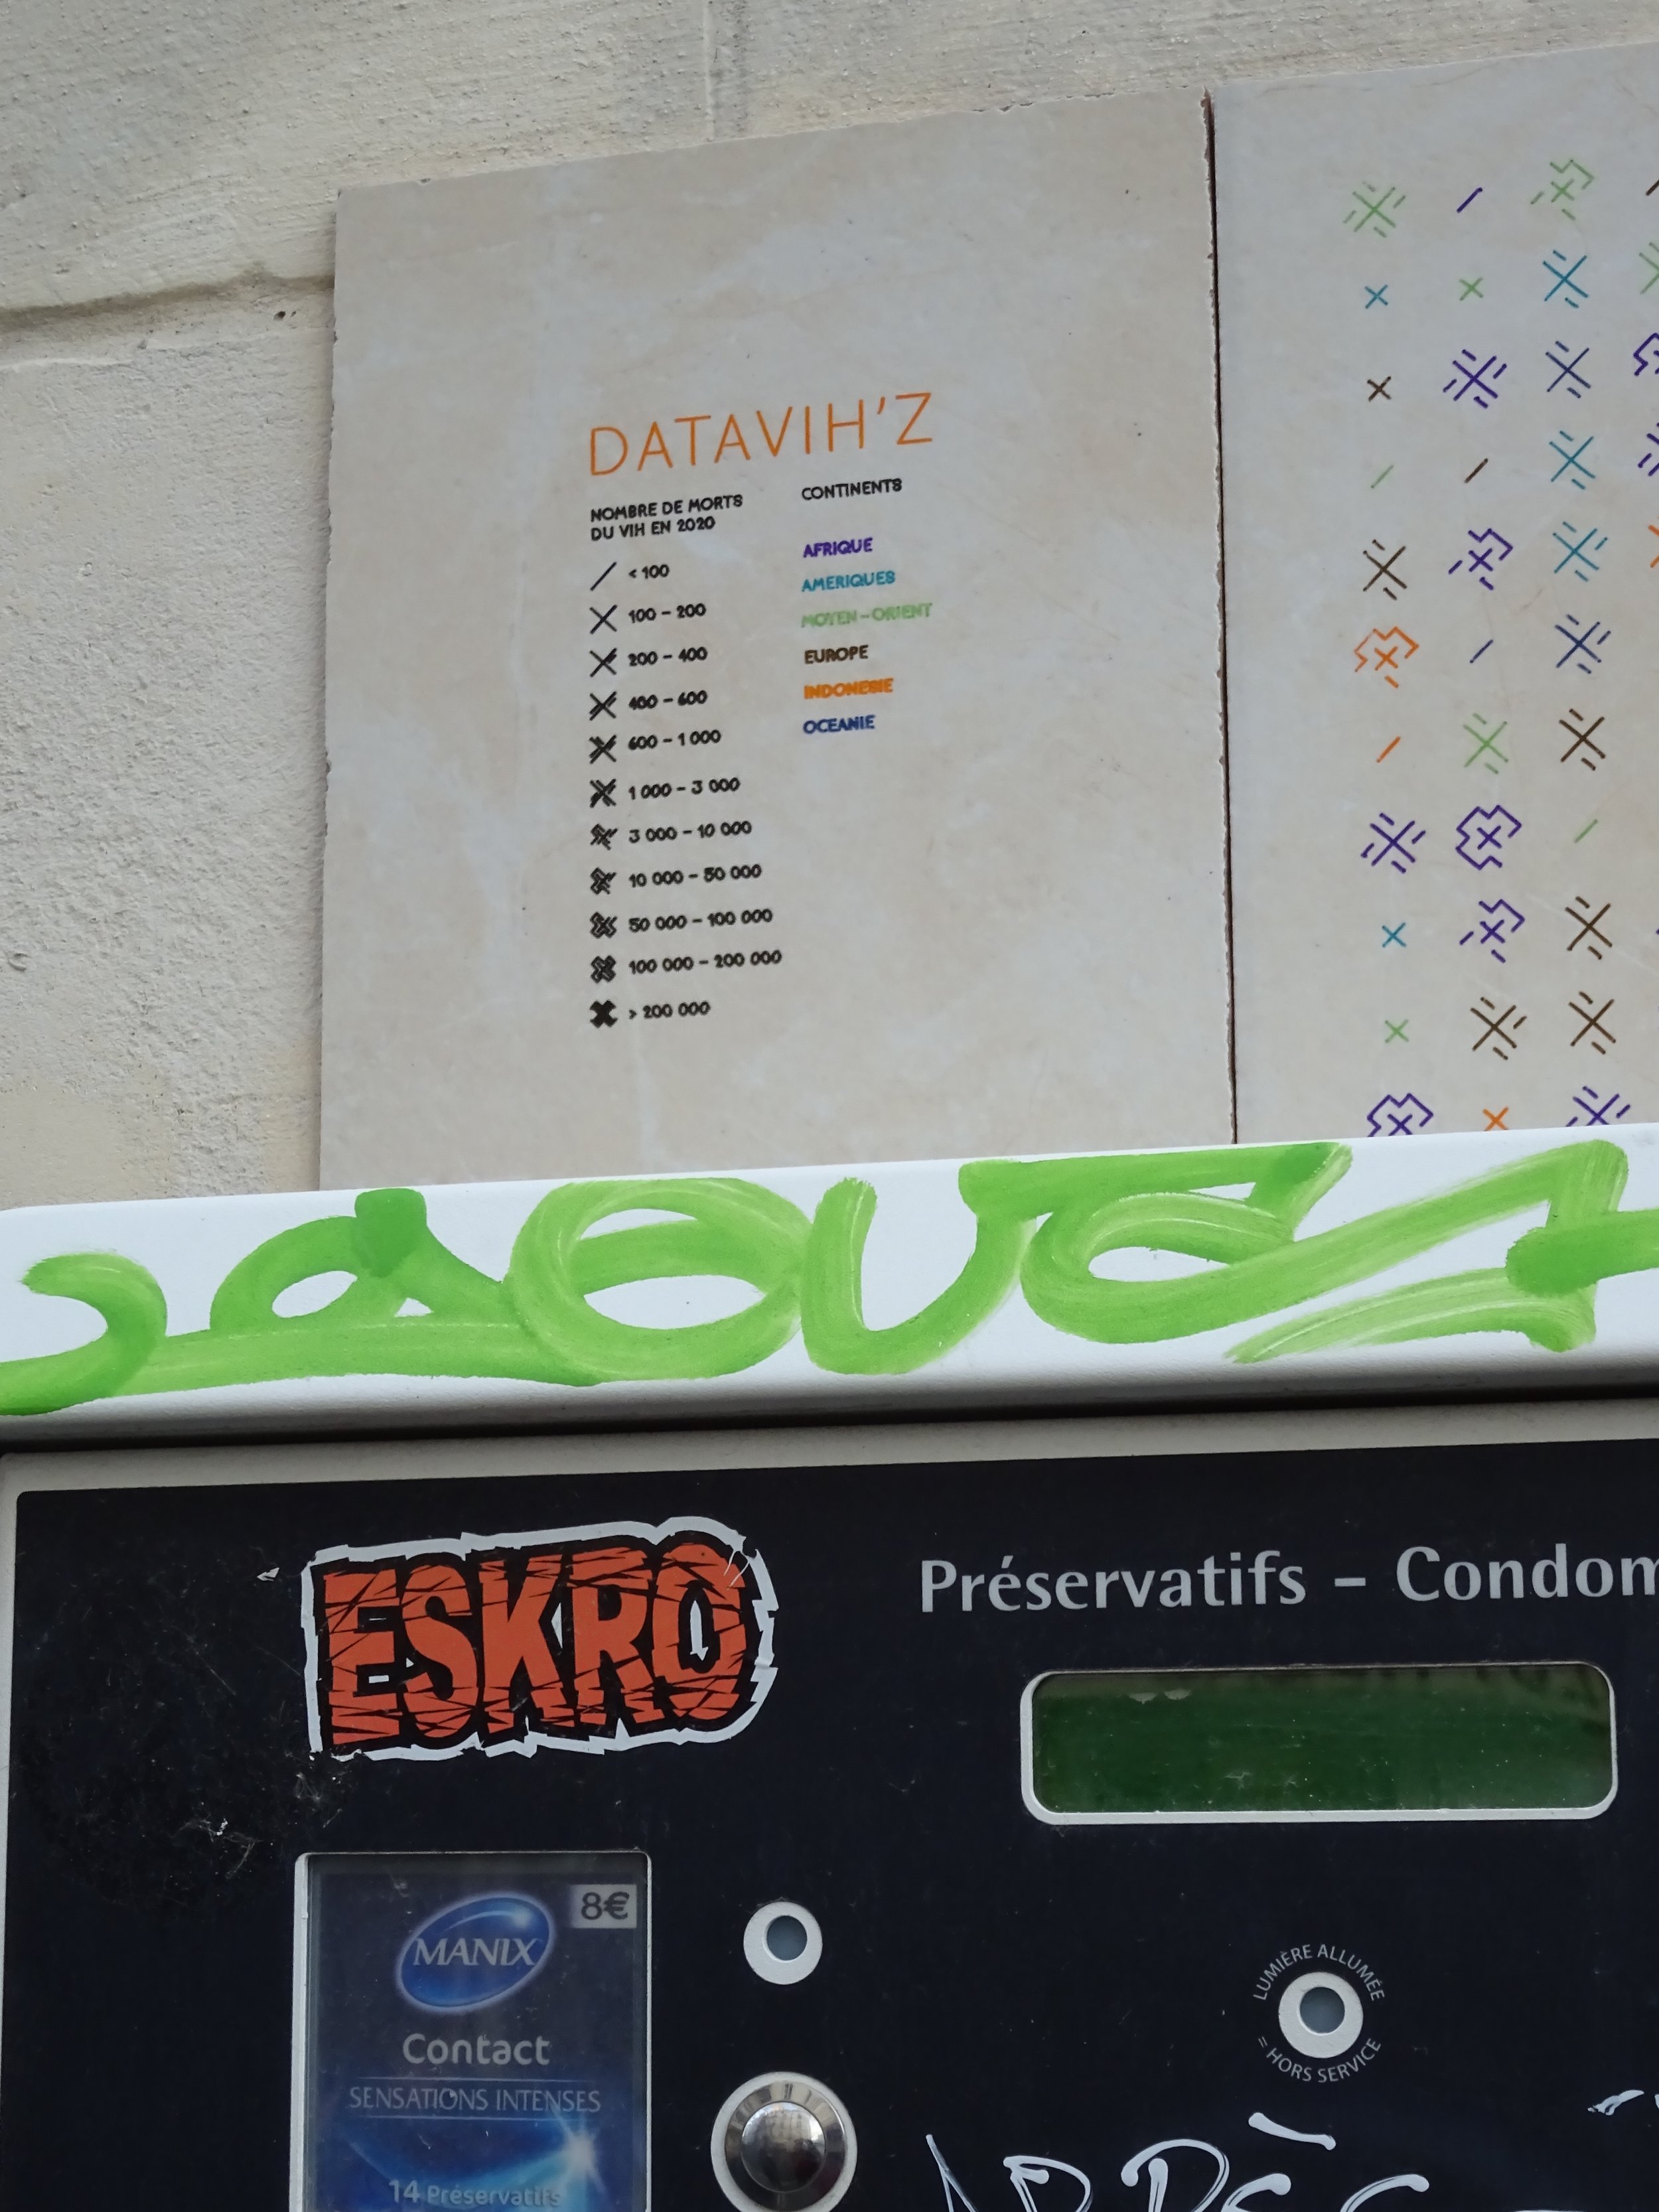 DATAVIH'Z
NOMBRE DE MORTS
DU VIH EN 2020
< 100
100 – 200
200 – 400
400 – 600
600 – 1 000
1 000 – 3 000
3 000 – 10 000
10 000 – 50 000
50 000 – 100 000
100 000 – 200 000
> 200 000
CONTINENTS
AFRIQUE
AMERIQUES
MOYEN-ORIENT
EUROPE
INDONESIE
OCEANIE
ESKRO
Préservatifs – Condom
8€
MANIX
Contact
SENSATIONS INTENSES
14 Préservatifs
LUMIÈRE ALLUMÉE
= HORS SERVICE